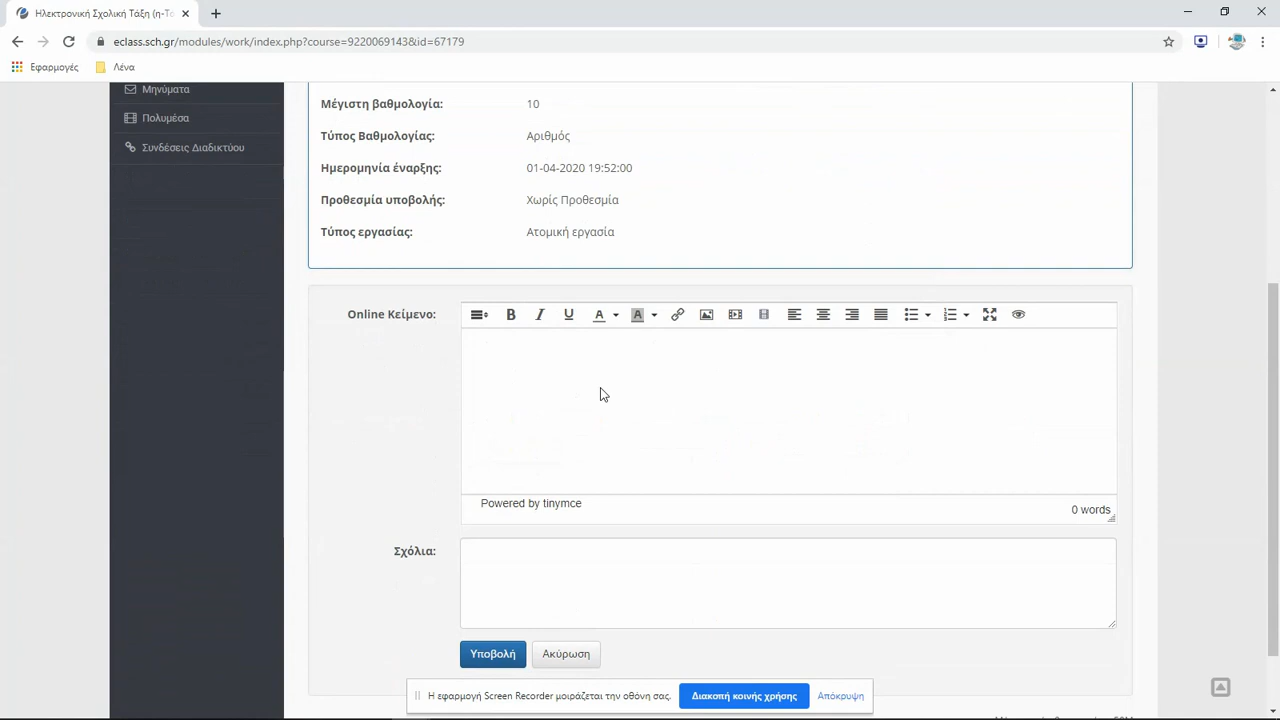 Ηλεκτρονική Σχολική Τάξη (η-Τά
eclass.sch.gr/modules/work/index.php?course=9220069143&id=67179
Εφαρμογές
Λένα
Μηνύματα
Πολυμέσα
Συνδέσεις Διαδικτύου
Μέγιστη βαθμολογία: 10
Τύπος Βαθμολογίας: Αριθμός
Ημερομηνία έναρξης: 01-04-2020 19:52:00
Προθεσμία υποβολής: Χωρίς Προθεσμία
Τύπος εργασίας: Ατομική εργασία
Online Κείμενο:
Powered by tinymce
0 words
Σχόλια:
Υποβολή
Ακύρωση
Η εφαρμογή Screen Recorder μοιράζεται την οθόνη σας.
Διακοπή κοινής χρήσης
Απόκρυψη